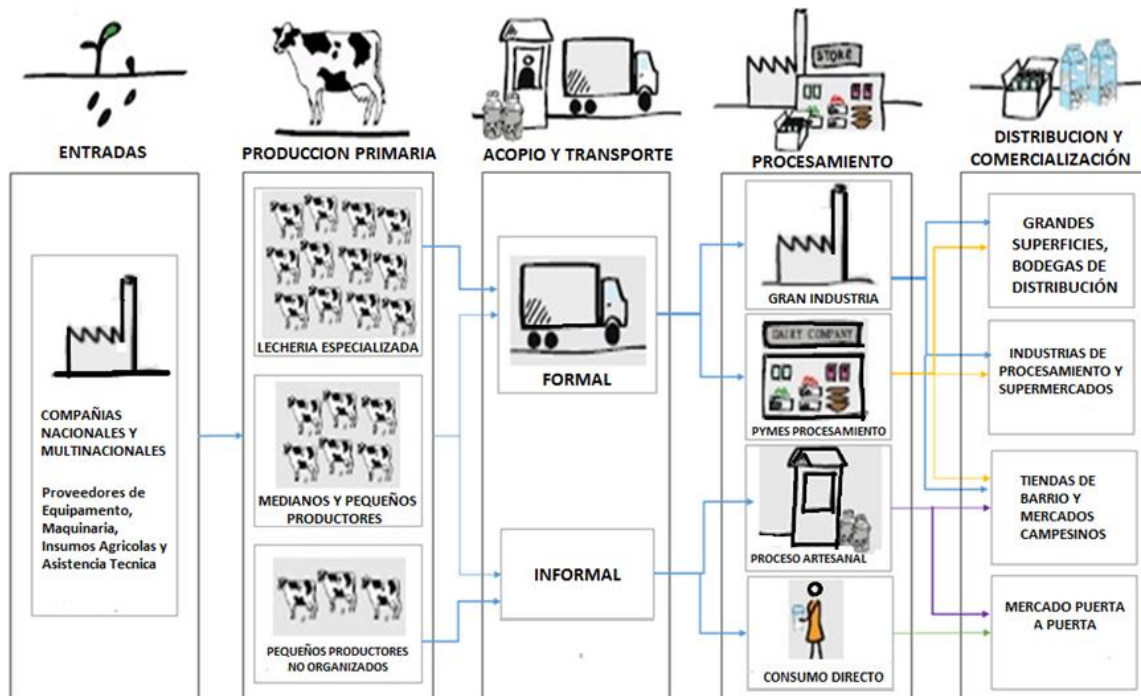 ENTRADAS
PRODUCCION PRIMARIA
ACOPIO Y TRANSPORTE
STORE
PROCESAMIENTO
DISTRIBUCION Y
COMERCIALIZACIÓN
COMPAÑIAS
NACIONALES Y
MULTINACIONALES
Proveedores de
Equipamento,
Maquinaria,
Insumos Agricolas y
Asistencia Tecnica
LECHERIA ESPECIALIZADA
MEDIANOS Y PEQUEÑOS
PRODUCTORES
PEQUEÑOS PRODUCTORES
NO ORGANIZADOS
FORMAL
INFORMAL
GRAN INDUSTRIA
DAIRY COMPANY
PYMES PROCESAMIENTO
PROCESO ARTESANAL
CONSUMO DIRECTO
GRANDES
SUPERFICIES,
BODEGAS DE
DISTRIBUCIÓN
INDUSTRIAS DE
PROCESAMIENTO Y
SUPERMERCADOS
TIENDAS DE
BARRIO Y
MERCADOS
CAMPESINOS
MERCADO PUERTA
A PUERTA